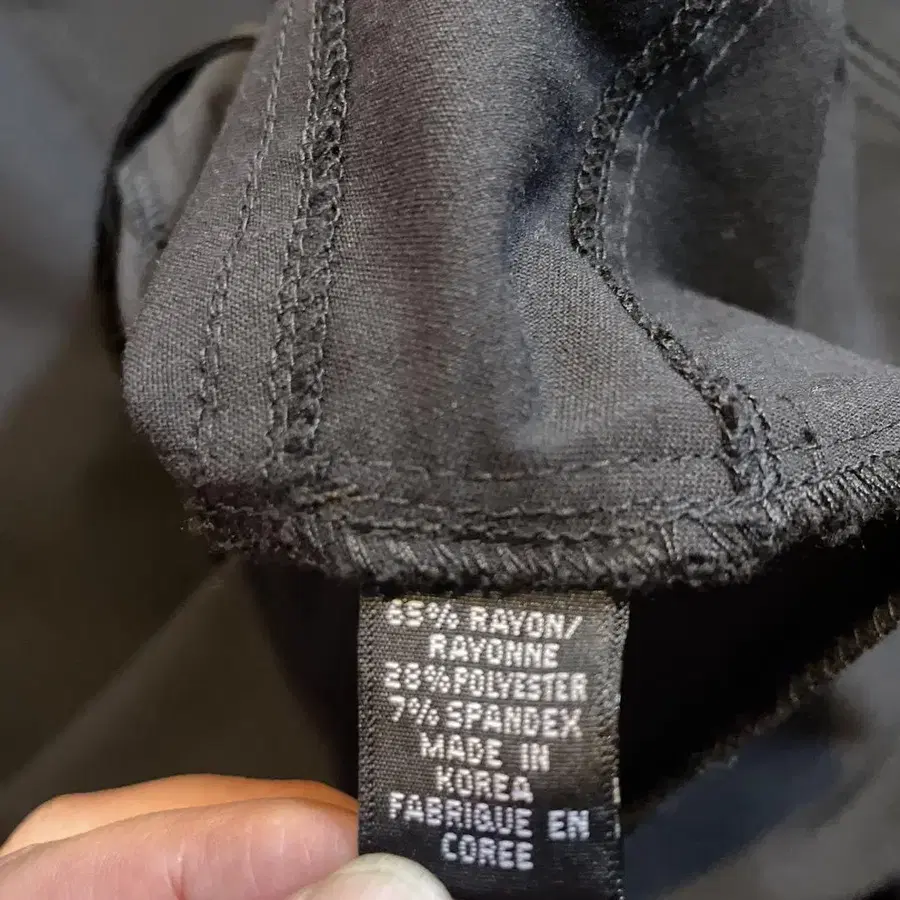 65% RAYON/
RAYONNE
28% POLYESTER
7% SPANDEX
MADE IN
KOREA
FABRIQUE EN
COREE